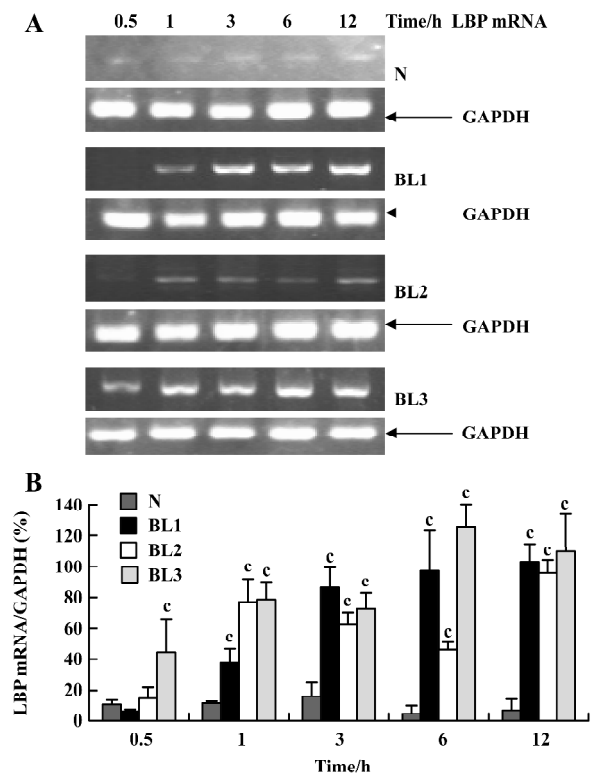 A
0.5 1 3 6 12 Time/h LBP mRNA
N
GAPDH
BL1
GAPDH
BL2
GAPDH
BL3
GAPDH
B
LBP mRNA/GAPDH (%)
140
120
100
80
60
40
20
0
N
BL1
BL2
BL3
c
c c c
c c c
c c c
c c c
0.5 1 3 6 12
Time/h